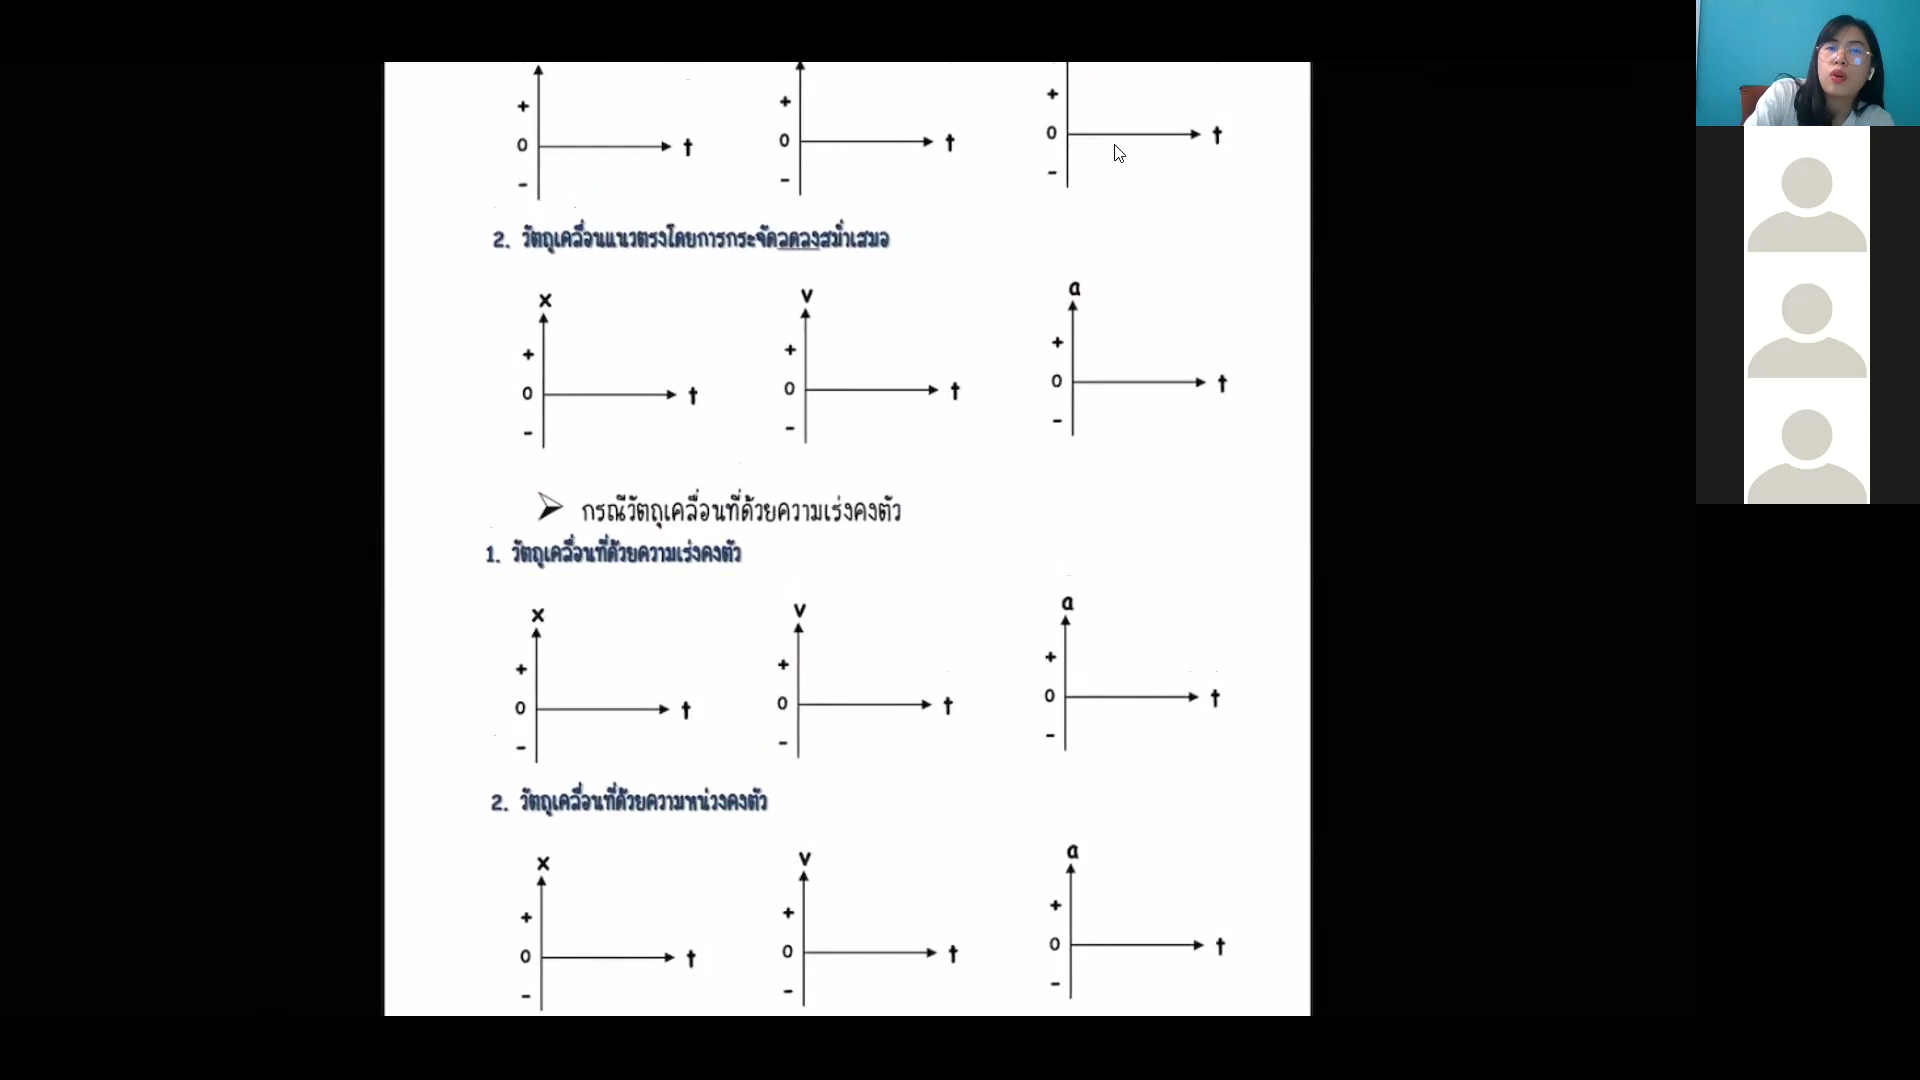 + + +
0 t 0 t 0 t
- - -
2. วัตถุเคลื่อนแนวตรงโดยการกระจัดลดลงสม่ำเสมอ
x v a
+ + +
0 t 0 t 0 t
- - -
กรณีวัตถุเคลื่อนที่ด้วยความเร่งคงตัว
1. วัตถุเคลื่อนที่ด้วยความเร่งคงตัว
x v a
+ + +
0 t 0 t 0 t
- - -
2. วัตถุเคลื่อนที่ด้วยความหน่วงคงตัว
x v a
+ + +
0 t 0 t 0 t
- - -